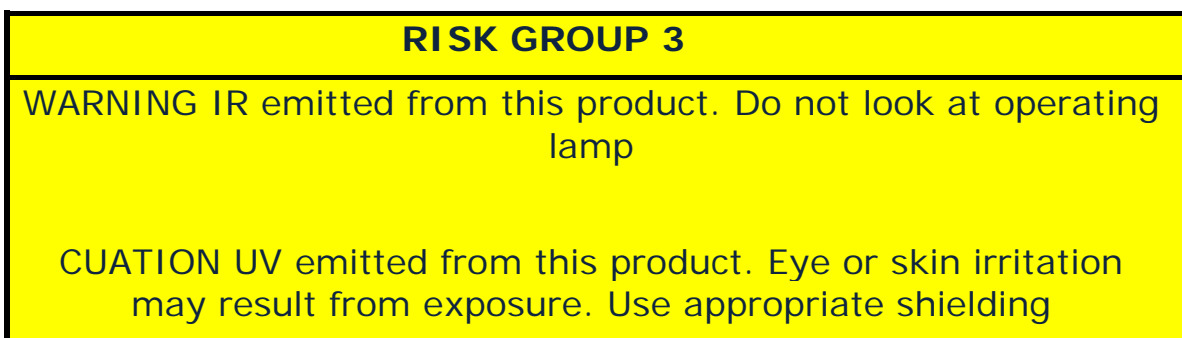 RISK GROUP 3
WARNING IR emitted from this product. Do not look at operating
lamp
CUATION UV emitted from this product. Eye or skin irritation
may result from exposure. Use appropriate shielding